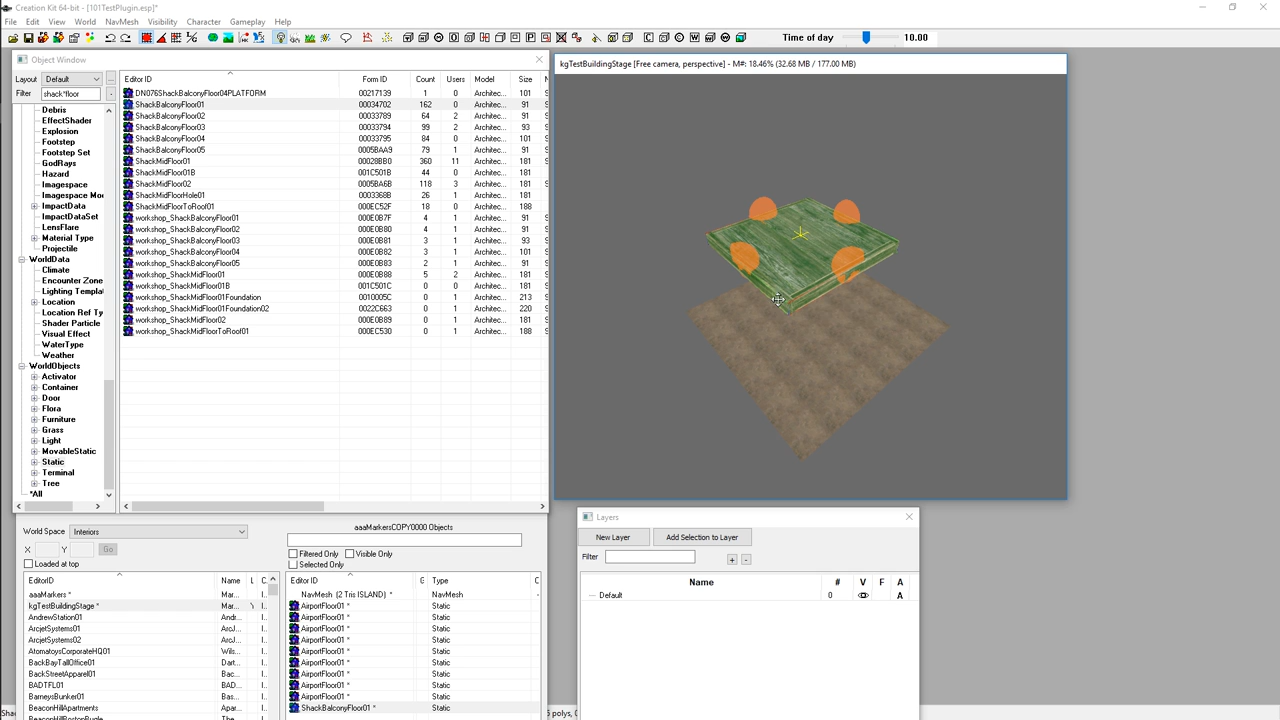 Creation Kit 64-bit - [101TestPlugin.esp]*
File Edit View World NavMesh Visibility Character Gameplay Help
Time of day 10.00
Object Window
Layout Default
Filter shack*floor
Debris
EffectShader
Explosion
Footstep
Footstep Set
GodRays
Hazard
Imagespace
Imagespace Mo
ImpactData
ImpactDataSet
LensFlare
Material Type
Projectile
WorldData
Climate
Encounter Zone
Lighting Templa
Location
Location Ref Ty
Shader Particle
Visual Effect
WaterType
Weather
WorldObjects
Activator
Container
Door
Flora
Furniture
Grass
Light
MovableStatic
Static
Terminal
Tree
*All
Editor ID Form ID Count Users Model Size
DN076ShackBalconyFloor04PLATFORM 00217139 1 0 Architec... 101 S
ShackBalconyFloor01 00034702 162 0 Architec... 91 S
ShackBalconyFloor02 00033789 64 2 Architec... 91 S
ShackBalconyFloor03 00033794 99 2 Architec... 93 S
ShackBalconyFloor04 00033795 84 0 Architec... 101 S
ShackBalconyFloor05 0005BAA9 79 1 Architec... 91 S
ShackMidFloor01 00028BB0 360 11 Architec... 181 S
ShackMidFloor01B 001C501B 44 0 Architec... 181
ShackMidFloor02 0005BA6B 118 3 Architec... 181 S
ShackMidFloorHole01 0003368B 26 1 Architec... 181
ShackMidFloorToRoof01 000EC52F 18 0 Architec... 188
workshop_ShackBalconyFloor01 000E0B7F 4 1 Architec... 91 S
workshop_ShackBalconyFloor02 000E0B80 4 1 Architec... 91 S
workshop_ShackBalconyFloor03 000E0B81 3 1 Architec... 93 S
workshop_ShackBalconyFloor04 000E0B82 3 1 Architec... 101 S
workshop_ShackBalconyFloor05 000E0B83 2 1 Architec... 91 S
workshop_ShackMidFloor01 000E0B88 5 2 Architec... 181 S
workshop_ShackMidFloor01B 001C501C 0 0 Architec... 181 S
workshop_ShackMidFloor01Foundation 0010005C 0 1 Architec... 213 S
workshop_ShackMidFloor01Foundation02 0022C663 0 1 Architec... 220 S
workshop_ShackMidFloor02 000E0B89 0 1 Architec... 181 S
workshop_ShackMidFloorToRoof01 000EC530 0 1 Architec... 188 S
kgTestBuildingStage [Free camera, perspective] - M#: 18.46% (32.68 MB / 177.00 MB)
World Space Interiors
X Y Go
Loaded at top
EditorID Name L C
aaaMarkers * Mar... I..
kgTestBuildingStage * Mar... Y I..
AndrewStation01 Andr... I..
ArcjetSystems01 ArcJ... I..
ArcjetSystems02 ArcJ... I..
AtomatoysCorporateHQ01 Wils... I..
BackBayTallOffice01 Dart... I..
BackStreetApparel01 Bac... I..
BADTFL01 BAD... I..
BarneysBunker01 Mar... I..
BeaconHillApartments Apar... I..
BeaconHillBostonBugle The
aaaMarkersCOPY0000 Objects
Filtered Only Visible Only
Selected Only
Editor ID Type
NavMesh (2 Tris ISLAND) * NavMesh
AirportFloor01 * Static
AirportFloor01 * Static
AirportFloor01 * Static
AirportFloor01 * Static
AirportFloor01 * Static
AirportFloor01 * Static
AirportFloor01 * Static
AirportFloor01 * Static
AirportFloor01 * Static
ShackBalconyFloor01 * Static
Layers
New Layer Add Selection to Layer
Filter + -
Name # V F A
Default 0 A